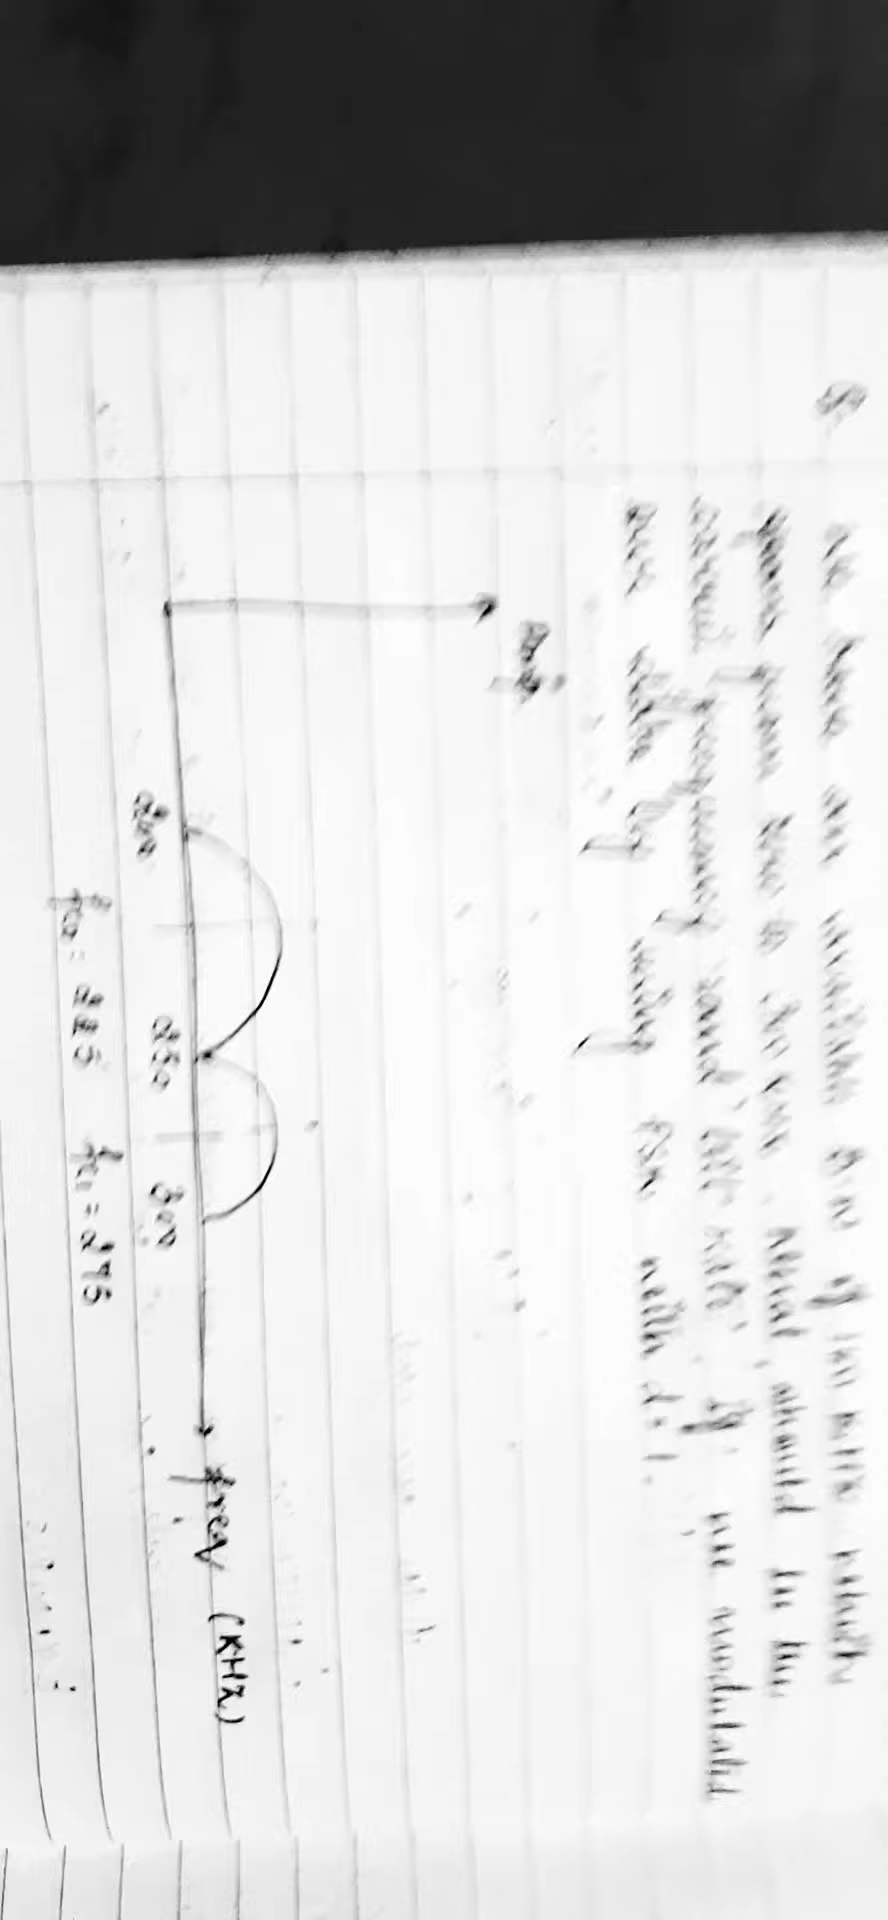 Q. we have an available B.W of 100 KHz which
spans from 200 to 300 KHz. What should be the
carrier frequency and bit rate if we modulated
our data by using FSK with d=1.
Amp
200 250 300 freq (KHz)
fc1 = 225 fc2 = 275